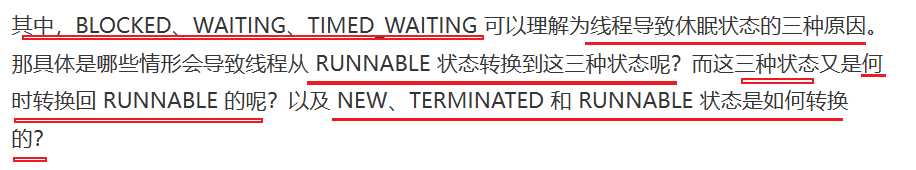 其中，BLOCKED、WAITING、TIMED_WAITING 可以理解为线程导致休眠状态的三种原因。
那具体是哪些情形会导致线程从 RUNNABLE 状态转换到这三种状态呢？而这三种状态又是何
时转换回 RUNNABLE 的呢？以及 NEW、TERMINATED 和 RUNNABLE 状态是如何转换
的？